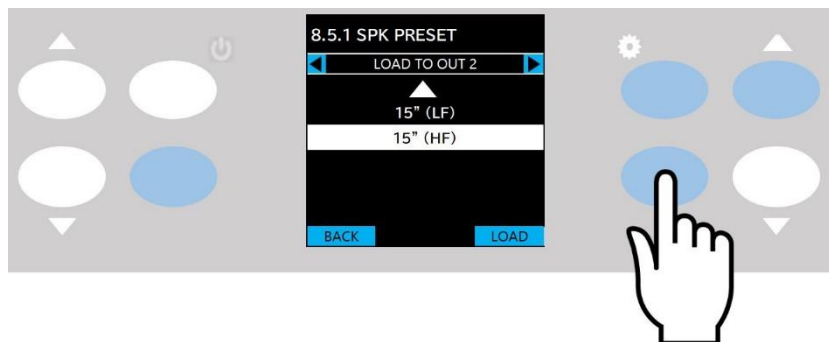 8.5.1 SPK PRESET
LOAD TO OUT 2
15” (LF)
15” (HF)
BACK LOAD